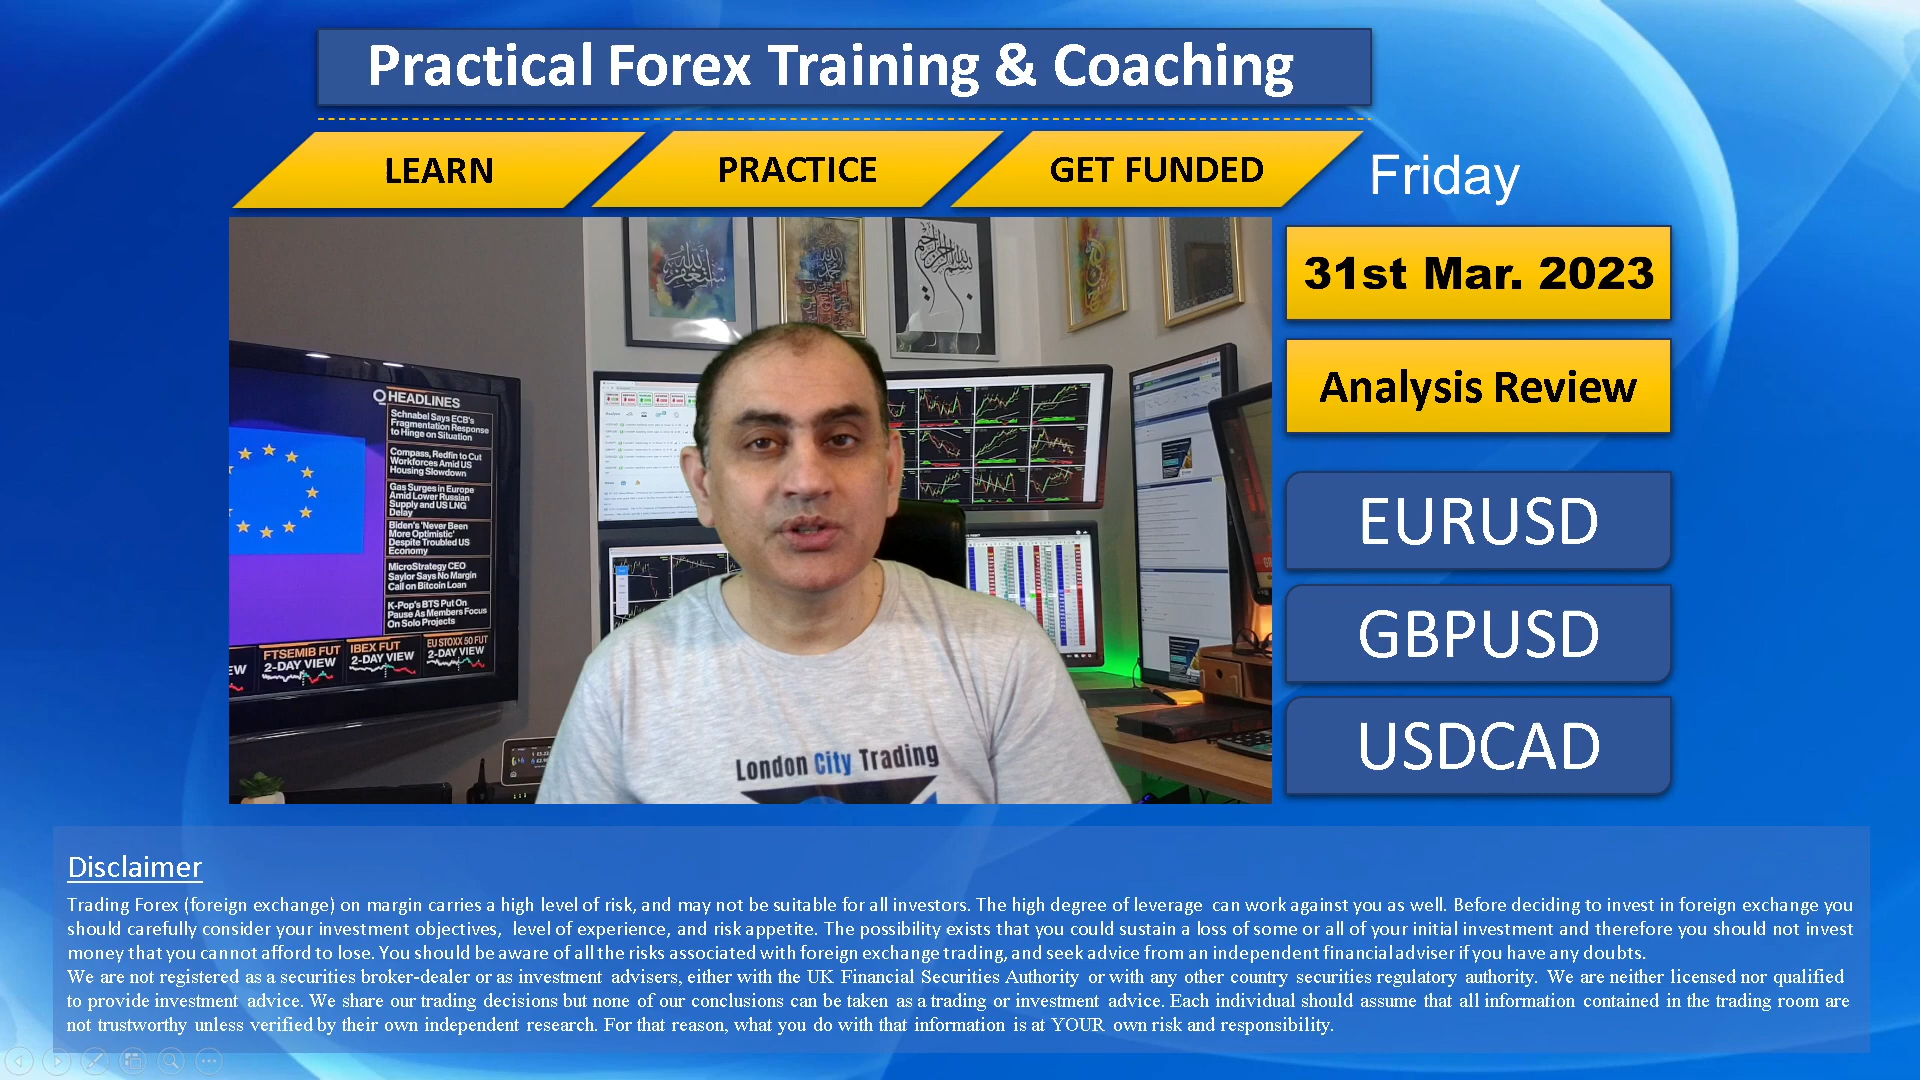 Practical Forex Training & Coaching
LEARN
PRACTICE
GET FUNDED
Friday
31st Mar. 2023
Analysis Review
EURUSD
GBPUSD
USDCAD
HEADLINES
Schnabel Says ECB's
Fragmentation Response
to Hinge on Situation
Compass, Redfin to Cut
Workforces Amid US
Housing Slowdown
Gas Surges in Europe
Amid Lower Russian
Supply and US LNG
Delay
Biden's 'Never Been
More Optimistic'
Despite Troubled US
Economy
MicroStrategy CEO
Saylor Says No Margin
Call on Bitcoin Loan
K-Pop's BTS Put On
Pause As Members Focus
On Solo Projects
EW
FTSEMIB FUT
2-DAY VIEW
IBEX FUT
2-DAY VIEW
EU STOXX 50 FUT
2-DAY VIEW
London City Trading
Disclaimer
Trading Forex (foreign exchange) on margin carries a high level of risk, and may not be suitable for all investors. The high degree of leverage can work against you as well. Before deciding to invest in foreign exchange you
should carefully consider your investment objectives, level of experience, and risk appetite. The possibility exists that you could sustain a loss of some or all of your initial investment and therefore you should not invest
money that you cannot afford to lose. You should be aware of all the risks associated with foreign exchange trading, and seek advice from an independent financial adviser if you have any doubts.
We are not registered as a securities broker-dealer or as investment advisers, either with the UK Financial Securities Authority or with any other country securities regulatory authority. We are neither licensed nor qualified
to provide investment advice. We share our trading decisions but none of our conclusions can be taken as a trading or investment advice. Each individual should assume that all information contained in the trading room are
not trustworthy unless verified by their own independent research. For that reason, what you do with that information is at YOUR own risk and responsibility.